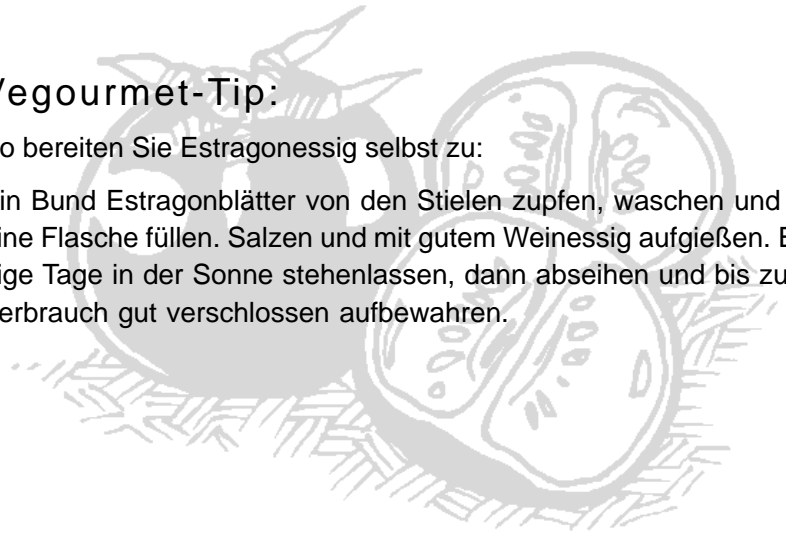 Vegourmet-Tip:
o bereiten Sie Estragonessig selbst zu:
in Bund Estragonblätter von den Stielen zupfen, waschen und
ine Flasche füllen. Salzen und mit gutem Weinessig aufgießen. E
ige Tage in der Sonne stehenlassen, dann abseihen und bis zu
erbrauch gut verschlossen aufbewahren.